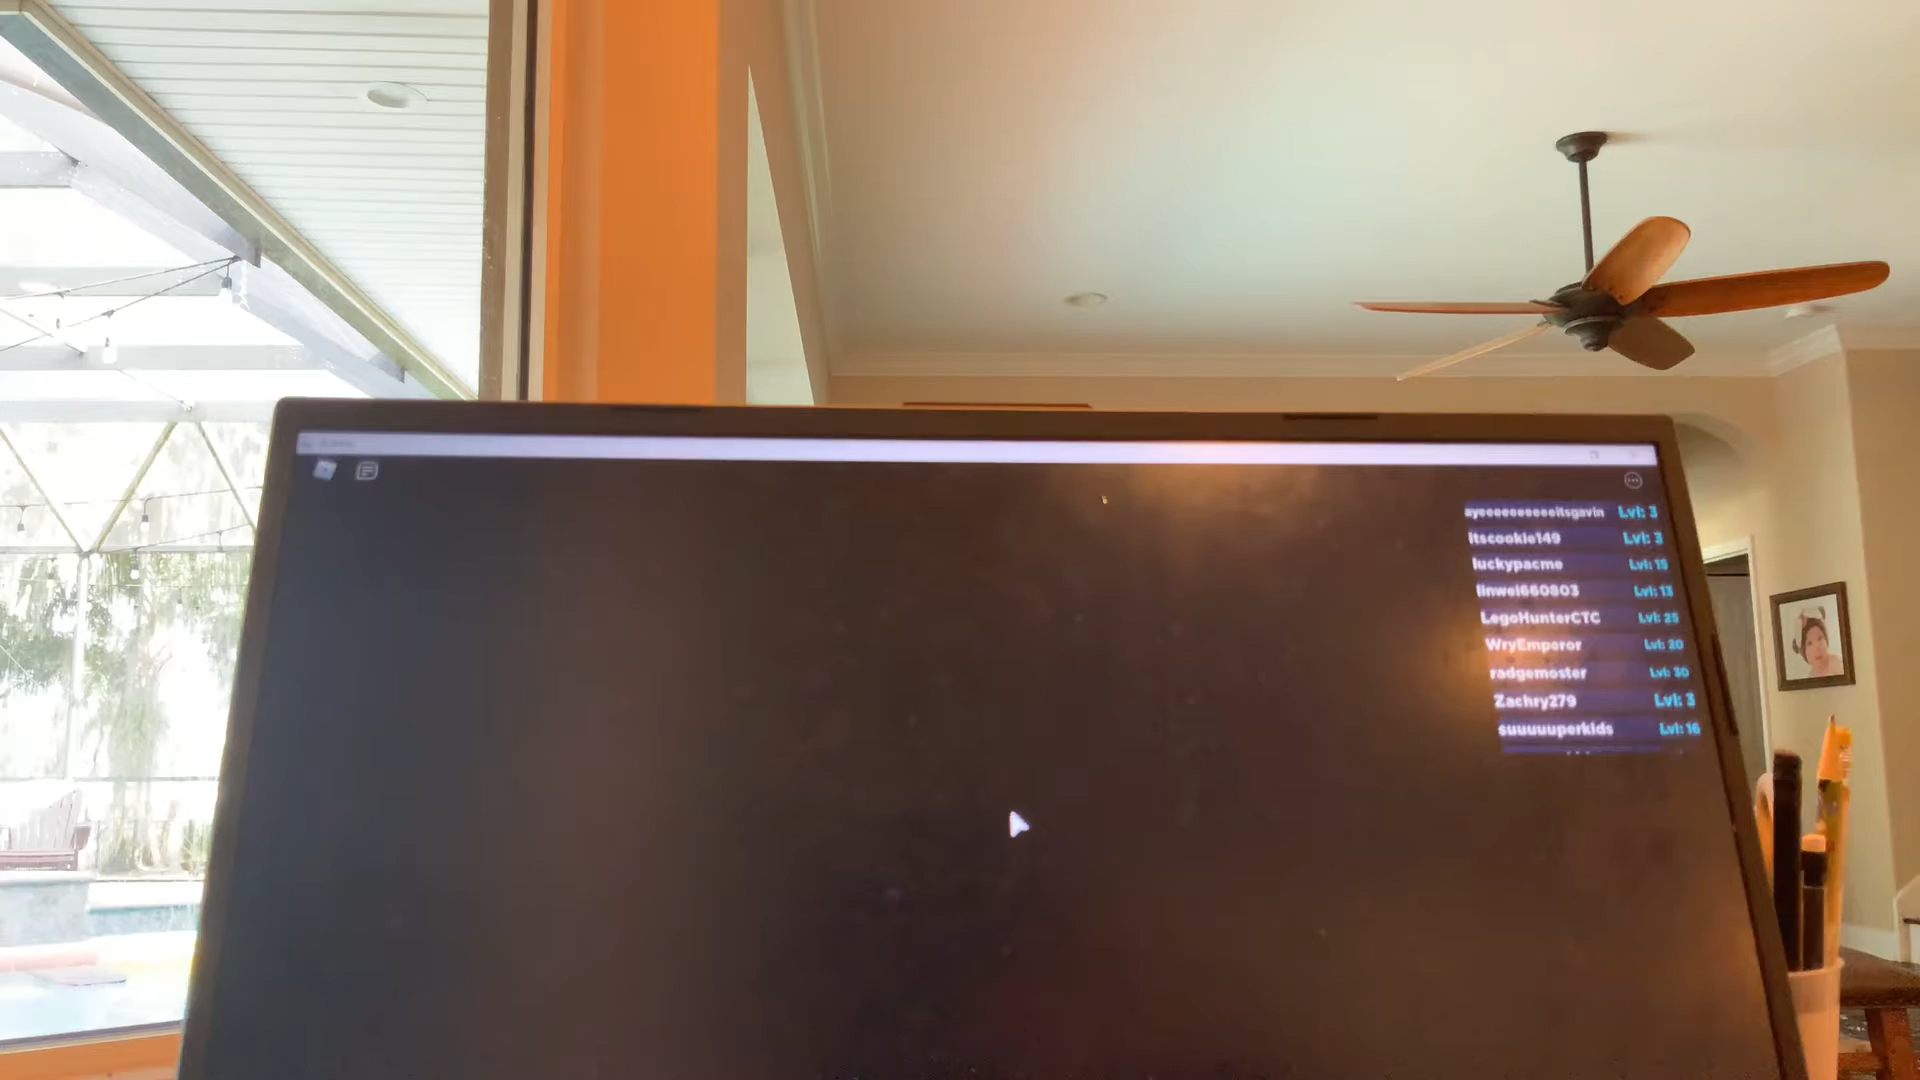 ayeeeeeeeeeeitsgavin Lvl: 3
itscookie149 Lvl: 3
luckypacme Lvl: 15
linwei660803 Lvl: 13
LegoHunterCTC Lvl: 25
WryEmperor Lvl: 20
radgemoster Lvl: 30
Zachry279 Lvl: 3
suuuuuperkids Lvl: 16